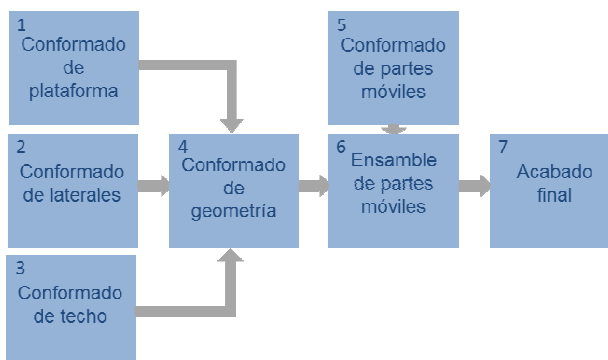 1
Conformado
de
plataforma
2
Conformado
de laterales
3
Conformado
de techo
4
Conformado
de
geometría
5
Conformado
de partes
móviles
6
Ensamble
de partes
móviles
7
Acabado
final